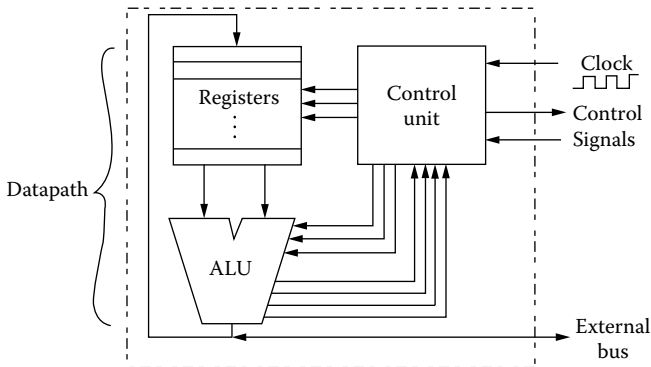 Registers
Control
unit
Clock
Control
Signals
Datapath
ALU
External
bus